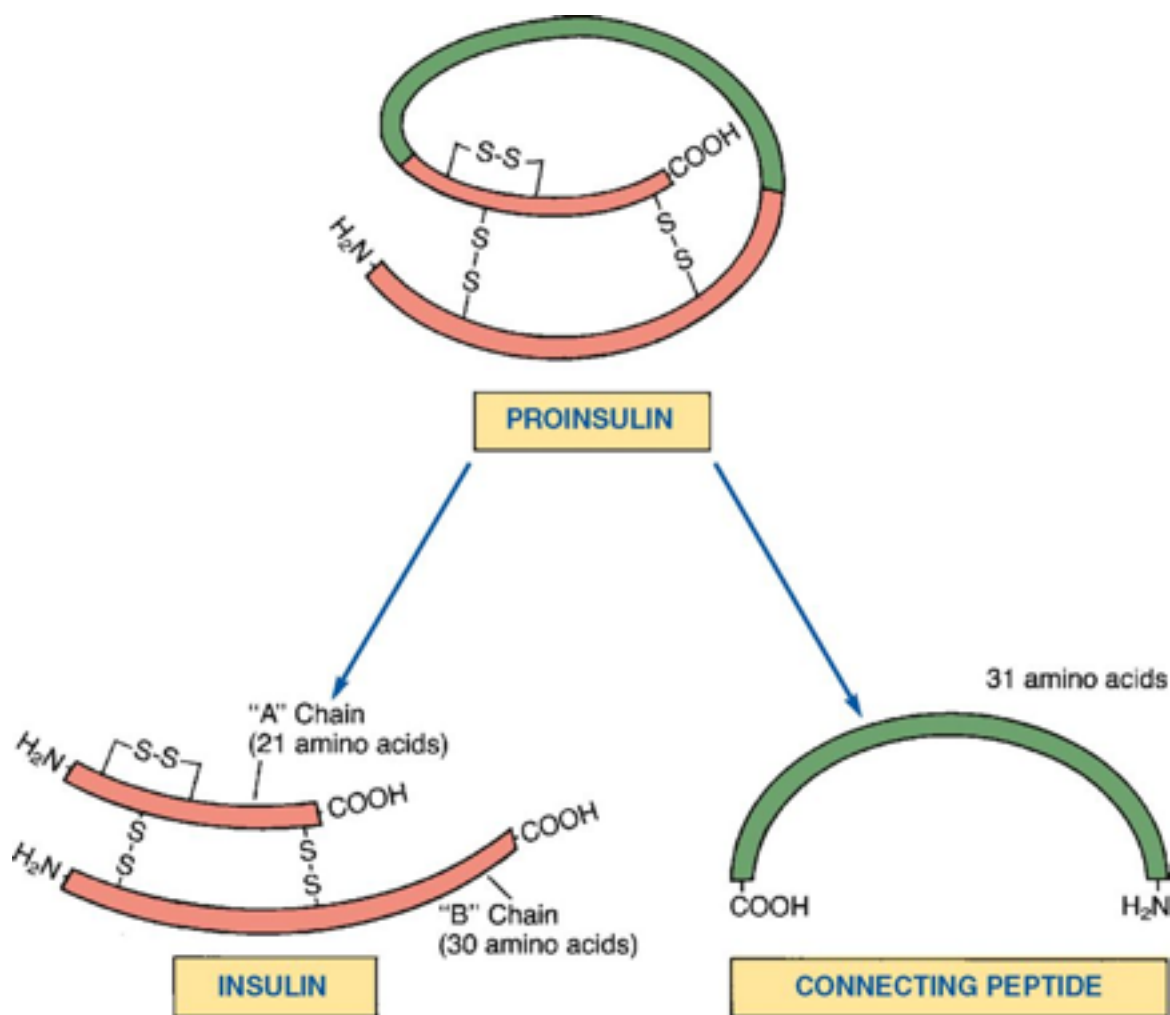 S-S
COOH
H₂N
S-S
S-S
PROINSULIN
31 amino acids
"A" Chain
(21 amino acids)
H₂N
S-S
COOH
S-S
S-S
H₂N
COOH
"B" Chain
(30 amino acids)
COOH
H₂N
INSULIN
CONNECTING PEPTIDE